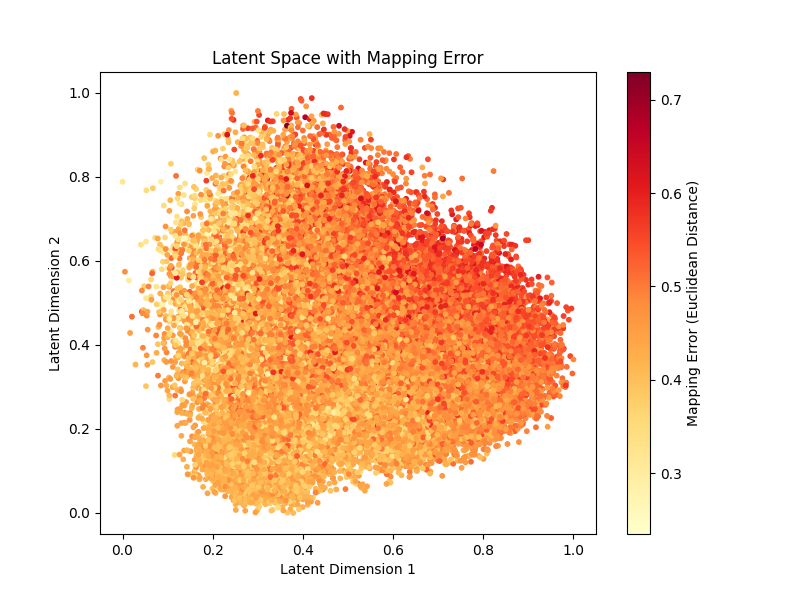 Latent Space with Mapping Error
1.0
0.8
0.6
0.4
0.2
0.0
Latent Dimension 2
0.0 0.2 0.4 0.6 0.8 1.0
Latent Dimension 1
0.7
0.6
0.5
0.4
0.3
Mapping Error (Euclidean Distance)